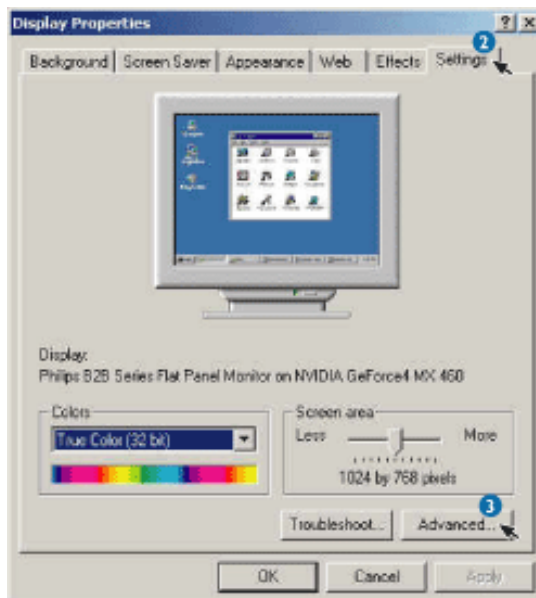 Display Properties
2
Background Screen Saver Appearance Web Effects Settings
Display:
Philips B2B Series Flat Panel Monitor on NVIDIA GeForce4 MX 460
Colors
True Color (32 bit)
Screen area
Less More
1024 by 768 pixels
3
Troubleshoot... Advanced...
OK Cancel Apply